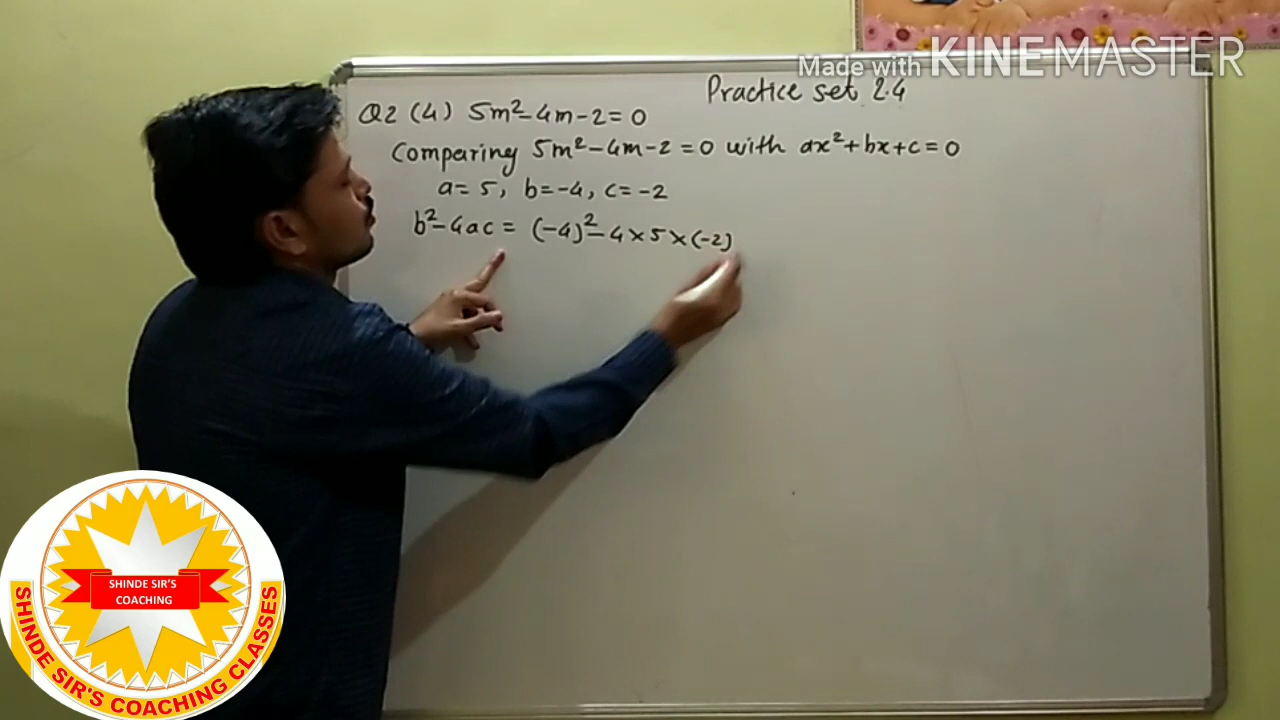 Made with KINEMASTER
Practice set 2.4
Q2 (4) 5m²-4m-2=0
Comparing 5m²-4m-2=0 with ax²+bx+c=0
a=5, b=-4, c=-2
b²-4ac= (-4)²-4×5×(-2)
SHINDE SIR'S
COACHING
SHINDE SIR'S COACHING CLASSES